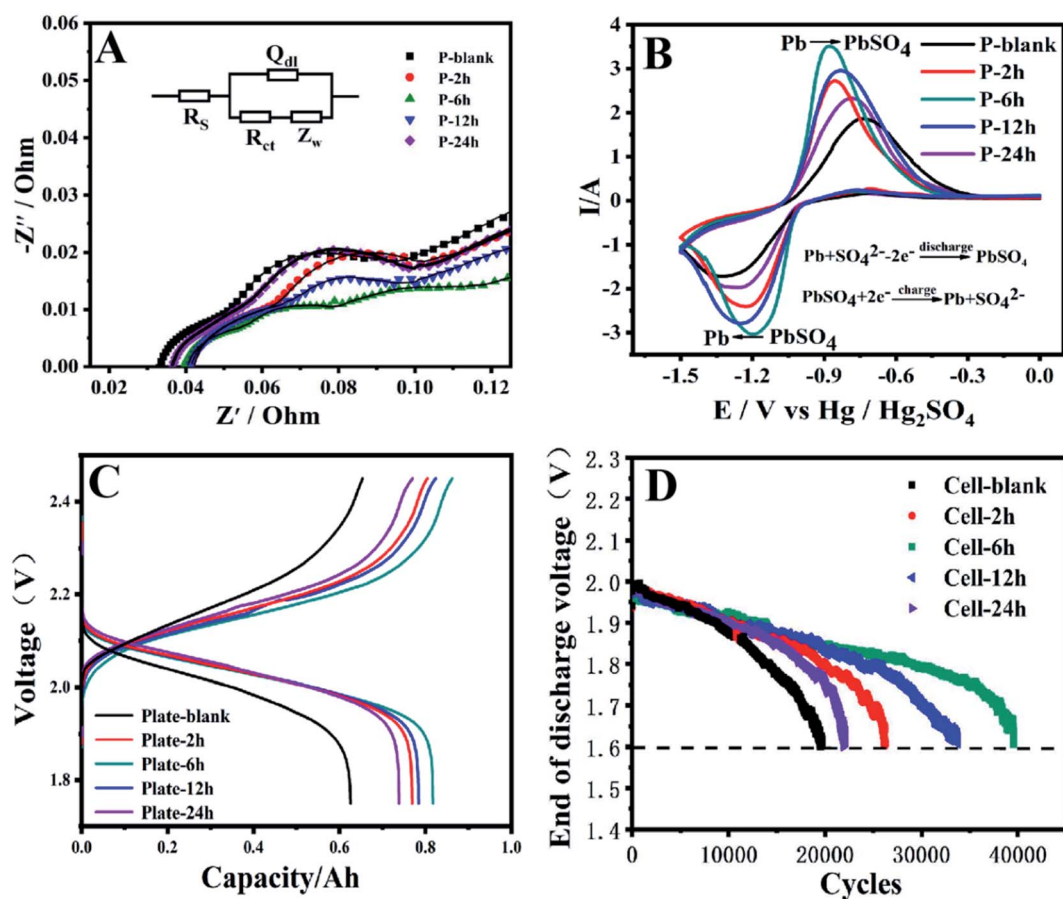 A
0.06
0.05
0.04
0.03
0.02
0.01
0.00
-Z″ / Ohm
Q_dl
R_S
R_ct
Z_w
P-blank
P-2h
P-6h
P-12h
P-24h
0.02 0.04 0.06 0.08 0.10 0.12
Z′ / Ohm
B
4
3
2
1
0
-1
-2
-3
I/A
Pb → PbSO₄
P-blank
P-2h
P-6h
P-12h
P-24h
Pb+SO₄²⁻-2e⁻ discharge→ PbSO₄
PbSO₄+2e⁻ charge→ Pb+SO₄²⁻
Pb ← PbSO₄
-1.5 -1.2 -0.9 -0.6 -0.3 0.0
E / V vs Hg / Hg₂SO₄
C
2.4
2.2
2.0
1.8
Voltage（V）
Plate-blank
Plate-2h
Plate-6h
Plate-12h
Plate-24h
0.0 0.2 0.4 0.6 0.8 1.0
Capacity/Ah
D
2.3
2.2
2.1
2.0
1.9
1.8
1.7
1.6
1.5
1.4
End of discharge voltage（V）
Cell-blank
Cell-2h
Cell-6h
Cell-12h
Cell-24h
0 10000 20000 30000 40000
Cycles